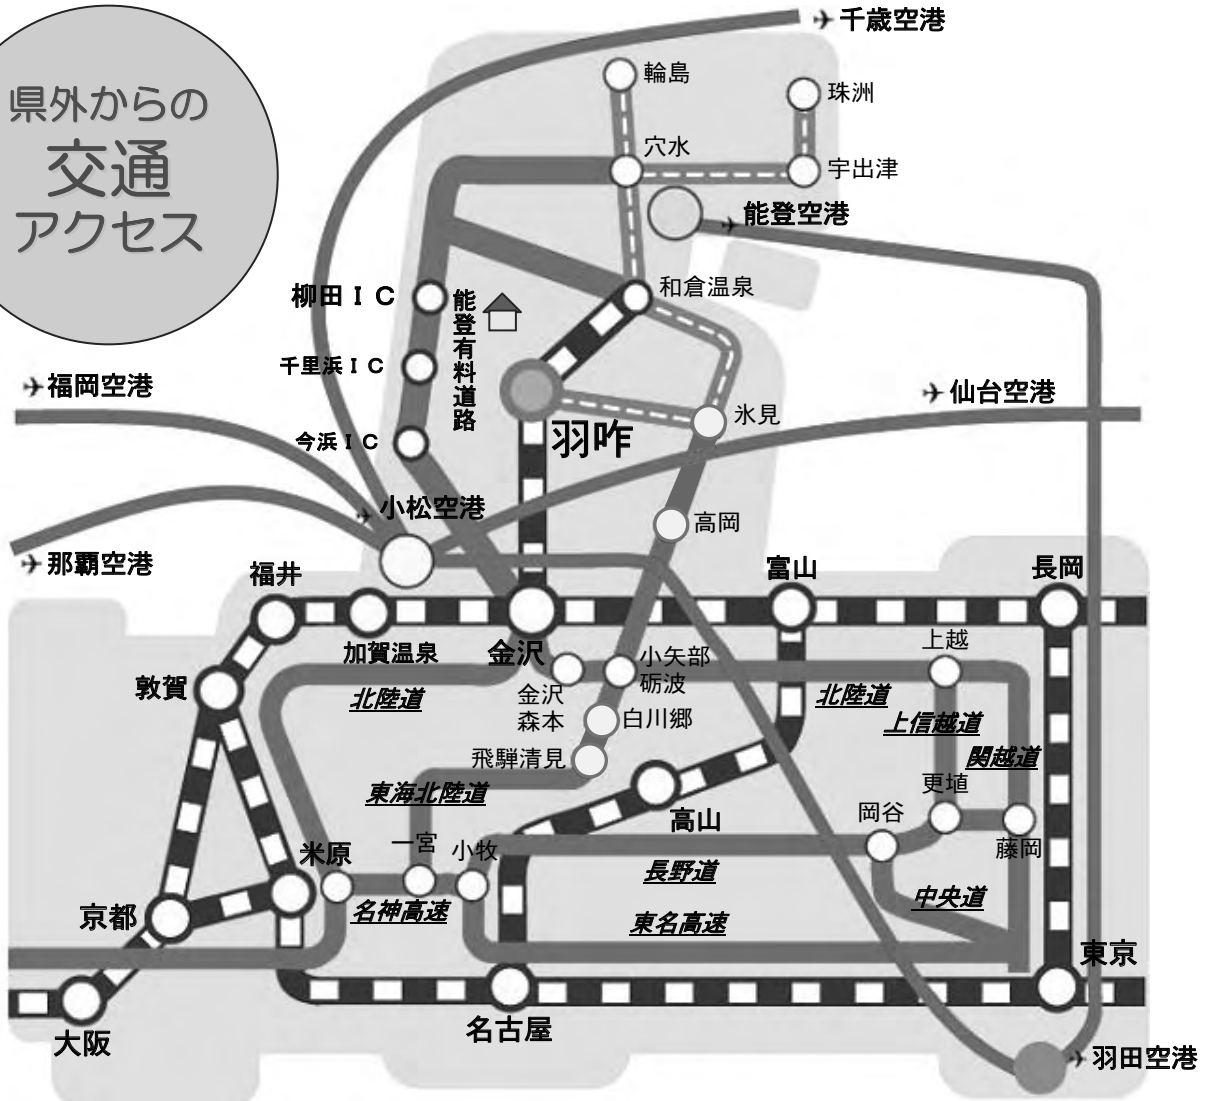 県外からの
交通
アクセス
千歳空港
輪島
珠洲
穴水
宇出津
能登空港
和倉温泉
柳田ＩＣ
能登有料道路
千里浜ＩＣ
今浜ＩＣ
福岡空港
仙台空港
氷見
羽咋
小松空港
高岡
那覇空港
福井
富山
長岡
加賀温泉
金沢
上越
小矢部
砺波
敦賀
北陸道
金沢
森本
白川郷
北陸道
上信越道
飛騨清見
関越道
東海北陸道
更埴
岡谷
高山
藤岡
米原
一宮
小牧
長野道
中央道
名神高速
京都
東名高速
東京
名古屋
大阪
羽田空港